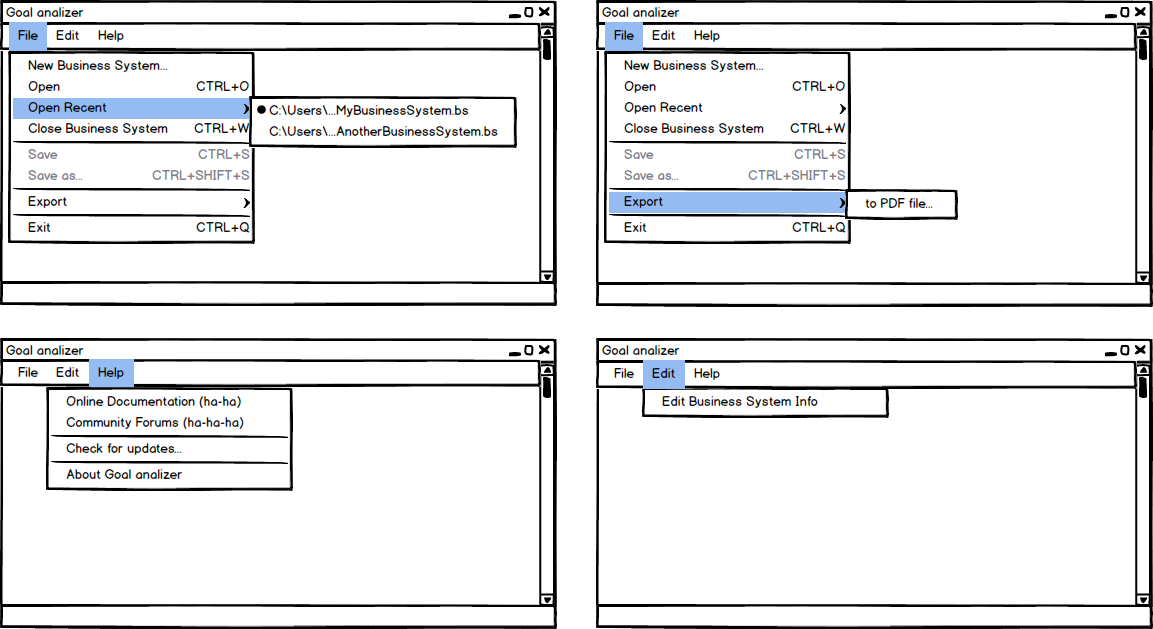 Goal analizer
File Edit Help
New Business System...
Open CTRL+O
Open Recent
C:\Users\...MyBusinessSystem.bs
C:\Users\...AnotherBusinessSystem.bs
Close Business System CTRL+W
Save CTRL+S
Save as... CTRL+SHIFT+S
Export
Exit CTRL+Q
Goal analizer
File Edit Help
New Business System...
Open CTRL+O
Open Recent
Close Business System CTRL+W
Save CTRL+S
Save as... CTRL+SHIFT+S
Export
to PDF file...
Exit CTRL+Q
Goal analizer
File Edit Help
Online Documentation (ha-ha)
Community Forums (ha-ha-ha)
Check for updates...
About Goal analizer
Goal analizer
File Edit Help
Edit Business System Info